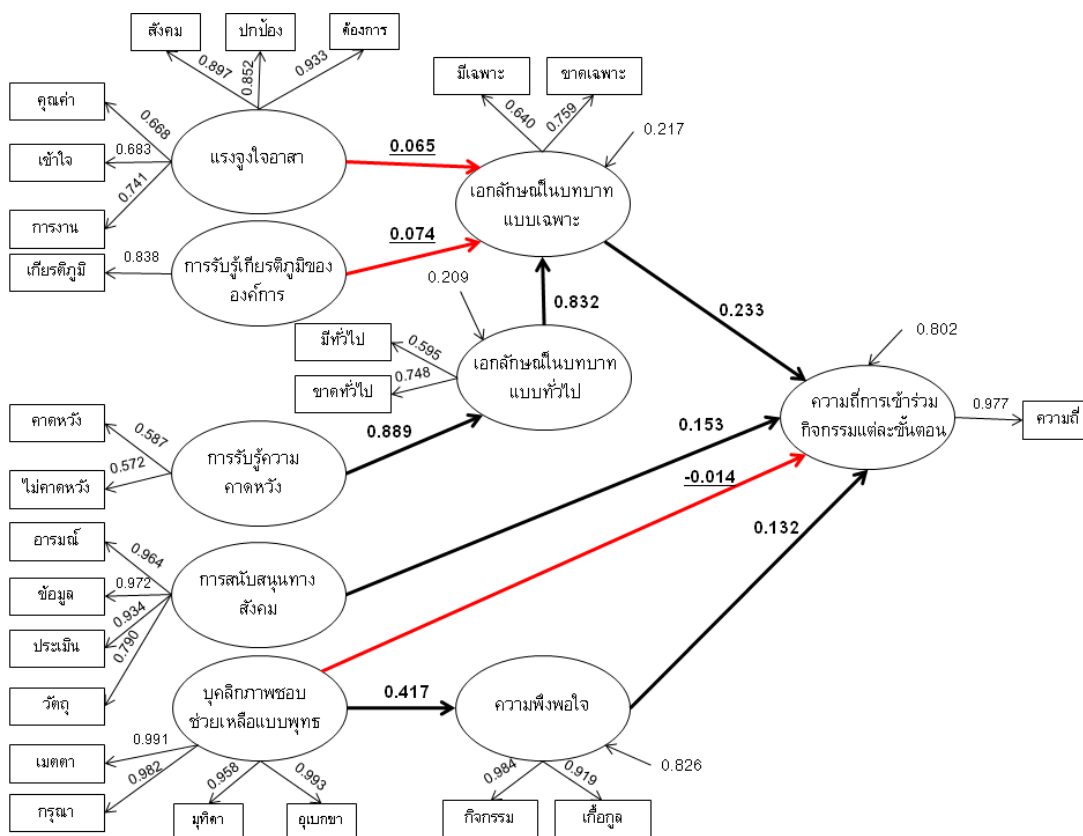 สังคม
ปกป้อง
ต้องการ
0.897
0.852
0.933
มีเฉพาะ
ขาดเฉพาะ
0.640
0.759
คุณค่า
0.668
เข้าใจ
0.683
การงาน
0.741
แรงจูงใจอาสา
0.065
0.217
เอกลักษณ์ในบทบาท
แบบเฉพาะ
เกียรติภูมิ
0.838
การรับรู้เกียรติภูมิของ
องค์การ
0.074
0.209
0.832
0.233
มีทั่วไป
0.595
ขาดทั่วไป
0.748
เอกลักษณ์ในบทบาท
แบบทั่วไป
0.802
ความถี่การเข้าร่วม
กิจกรรมแต่ละขั้นตอน
0.977
ความถี่
คาดหวัง
0.587
ไม่คาดหวัง
0.572
การรับรู้ความ
คาดหวัง
0.889
0.153
-0.014
0.132
อารมณ์
0.964
ข้อมูล
0.972
ประเมิน
0.934
วัตถุ
0.790
การสนับสนุนทาง
สังคม
บุคลิกภาพชอบ
ช่วยเหลือแบบพุทธ
0.417
ความพึงพอใจ
0.826
เมตตา
0.991
กรุณา
0.982
0.958
0.993
มุทิตา
อุเบกขา
0.984
0.919
กิจกรรม
เกื้อกูล